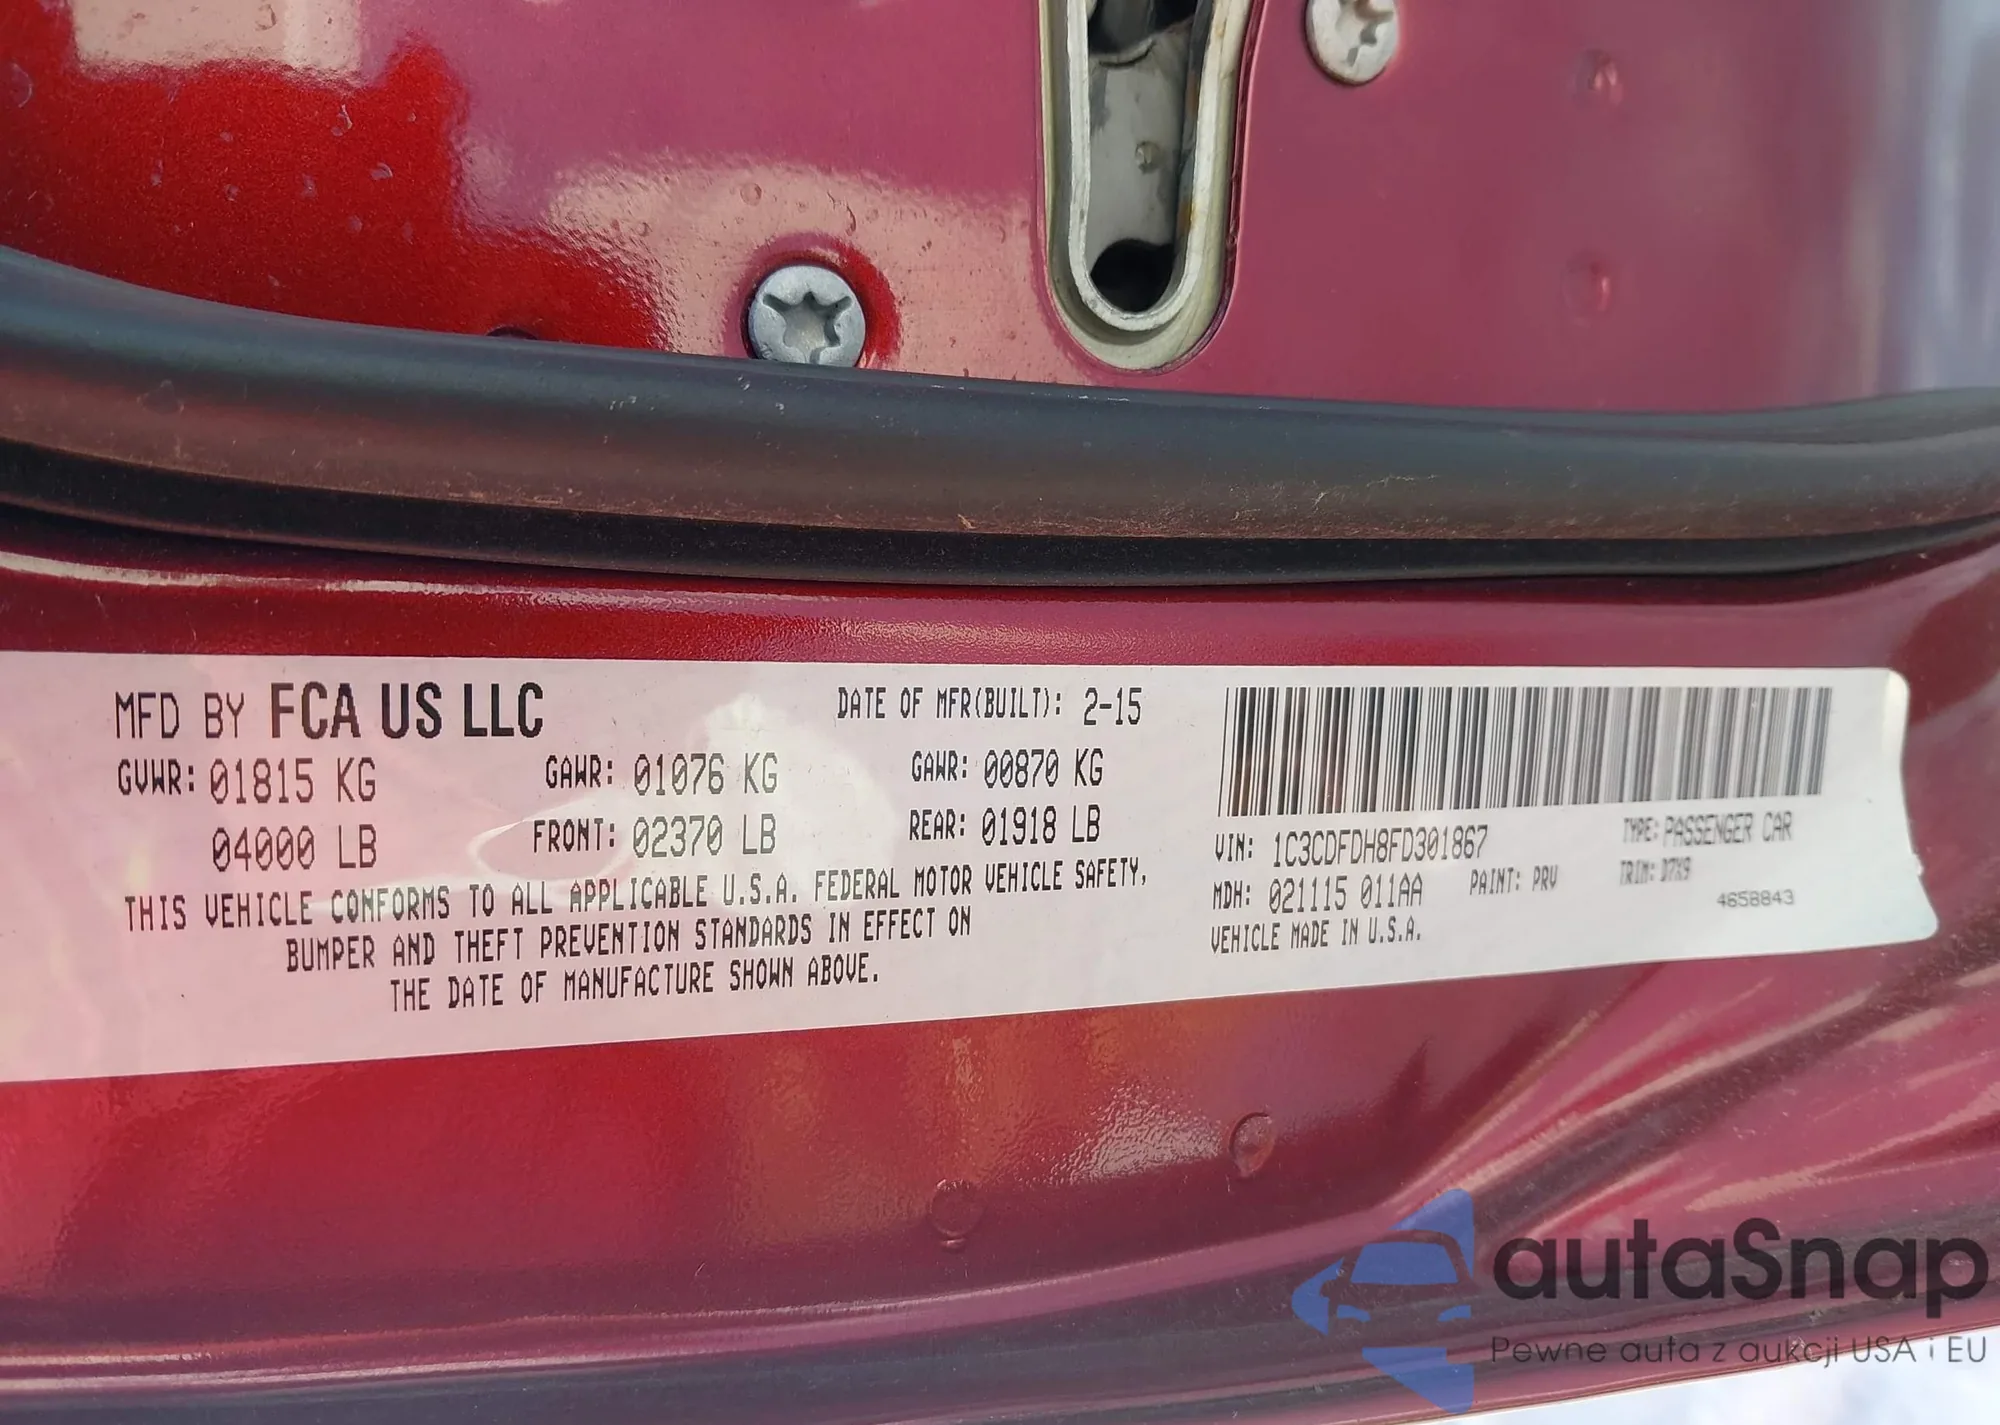 MFD BY FCA US LLC DATE OF MFR(BUILT): 2-15
GVWR: 01815 KG GAWR: 01076 KG GAWR: 00870 KG
04000 LB FRONT: 02370 LB REAR: 01918 LB
THIS VEHICLE CONFORMS TO ALL APPLICABLE U.S.A. FEDERAL MOTOR VEHICLE SAFETY,
BUMPER AND THEFT PREVENTION STANDARDS IN EFFECT ON
THE DATE OF MANUFACTURE SHOWN ABOVE.
VIN: 1C3CDFDH8FD301867 TYPE: PASSENGER CAR
MDH: 021115 011AA PAINT: PRV TRIM: D7X9
4658843
VEHICLE MADE IN U.S.A.
autaSnap
Pewne auta z aukcji USA i EU